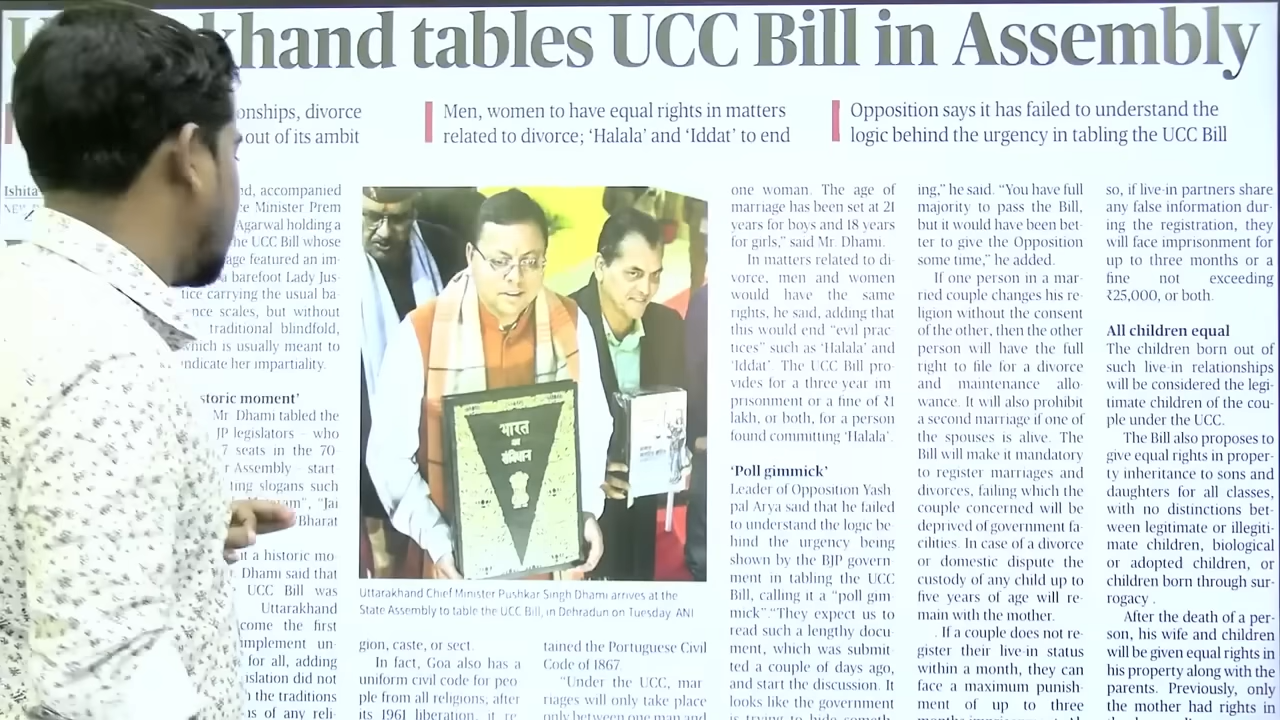 khand tables UCC Bill in Assembly
onships, divorce
out of its ambit
Men, women to have equal rights in matters
related to divorce; ‘Halala’ and ‘Iddat’ to end
Opposition says it has failed to understand the
logic behind the urgency in tabling the UCC Bill
Ishita
accompanied
Minister Prem
Agarwal holding a
UCC Bill whose
featured an im-
barefoot Lady Jus-
tice carrying the usual ba-
nce scales, but without
traditional blindfold,
which is usually meant to
indicate her impartiality.
storic moment’
Mr Dhami tabled the
JP legislators – who
7 seats in the 70-
Assembly – start-
ting slogans such
“Jai
Bharat
it a historic mo-
Dhami said that
UCC Bill was
Uttarakhand
come the first
implement un-
for all, adding
islation did not
the traditions
of any reli-
भारत
का
संविधान
Uttarakhand Chief Minister Pushkar Singh Dhami arrives at the
State Assembly to table the UCC Bill, in Dehradun on Tuesday. ANI
gion, caste, or sect.
In fact, Goa also has a
uniform civil code for peo
ple from all religions; after
its 1961 liberation, it re
tained the Portuguese Civil
Code of 1867
“Under the UCC, mar
riages will only take place
only between one man and
one woman. The age of
marriage has been set at 21
years for boys and 18 years
for girls,” said Mr. Dhami.
In matters related to di
vorce, men and women
would have the same
rights, he said, adding that
this would end “evil prac
tices” such as ‘Halala’ and
‘Iddat’ The UCC Bill pro
vides for a three year im
prisonment or a fine of ₹1
lakh, or both, for a person
found committing ‘Halala’.
‘Poll gimmick’
Leader of Opposition Yash
pal Arya said that he failed
to understand the logic be
hind the urgency being
shown by the BJP govern
ment in tabling the UCC
Bill, calling it a “poll gim
mick” “They expect us to
read such a lengthy docu
ment, which was submit
ted a couple of days ago,
and start the discussion. It
looks like the government
is trying to hide someth
ing,” he said. “You have full
majority to pass the Bill,
but it would have been bet-
ter to give the Opposition
some time,” he added.
If one person in a mar-
ried couple changes his re-
ligion without the consent
of the other, then the other
person will have the full
right to file for a divorce
and maintenance allo-
wance. It will also prohibit
a second marriage if one of
the spouses is alive. The
Bill will make it mandatory
to register marriages and
divorces, failing which the
couple concerned will be
deprived of government fa-
cilities. In case of a divorce
or domestic dispute the
custody of any child up to
five years of age will re-
main with the mother.
If a couple does not re-
gister their live-in status
within a month, they can
face a maximum punish-
ment of up to three
so, if live-in partners share
any false information dur-
ing the registration, they
will face imprisonment for
up to three months or a
fine not exceeding
₹25,000, or both.
All children equal
The children born out of
such live-in relationships
will be considered the legi-
timate children of the cou-
ple under the UCC.
The Bill also proposes to
give equal rights in proper-
ty inheritance to sons and
daughters for all classes,
with no distinctions bet-
ween legitimate or illegiti-
mate children, biological
or adopted children, or
children born through sur-
rogacy .
After the death of a per-
son, his wife and children
will be given equal rights in
his property along with the
parents. Previously, only
the mother had rights in